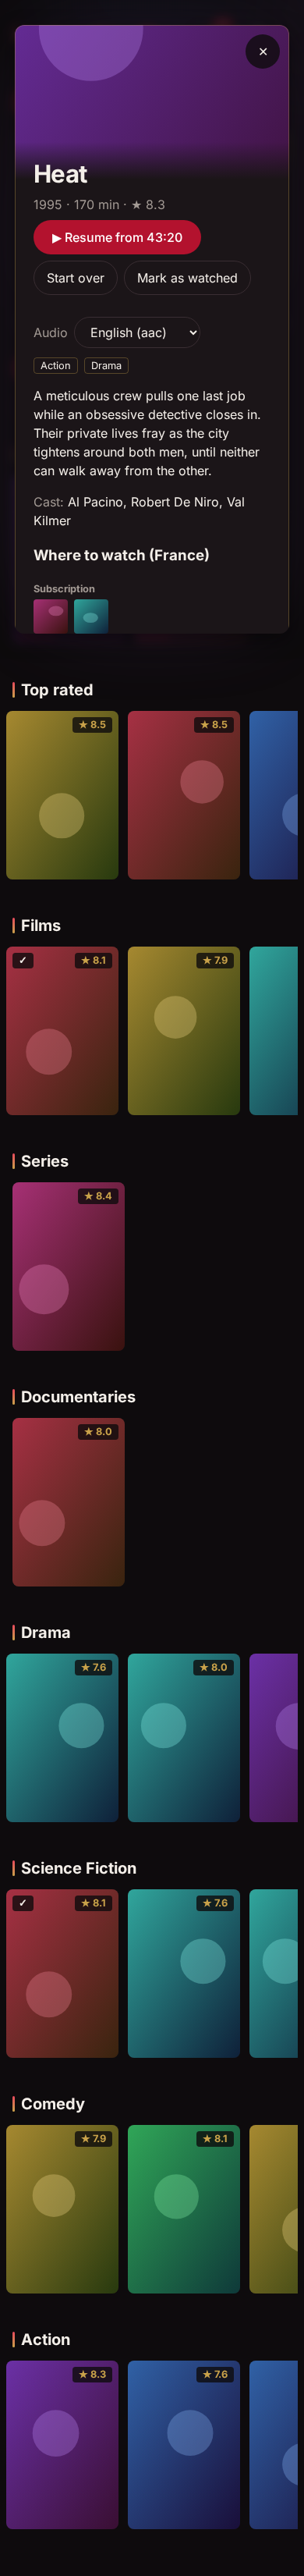 ✕
Heat
1995 · 170 min · ★ 8.3
▶ Resume from 43:20
Start over
Mark as watched
Audio English (aac)
Action Drama
A meticulous crew pulls one last job
while an obsessive detective closes in.
Their private lives fray as the city
tightens around both men, until neither
can walk away from the other.
Cast: Al Pacino, Robert De Niro, Val
Kilmer
Where to watch (France)
Subscription
Top rated
★ 8.5 ★ 8.5
Films
✓ ★ 8.1 ★ 7.9
Series
★ 8.4
Documentaries
★ 8.0
Drama
★ 7.6 ★ 8.0
Science Fiction
✓ ★ 8.1 ★ 7.6
Comedy
★ 7.9 ★ 8.1
Action
★ 8.3 ★ 7.6